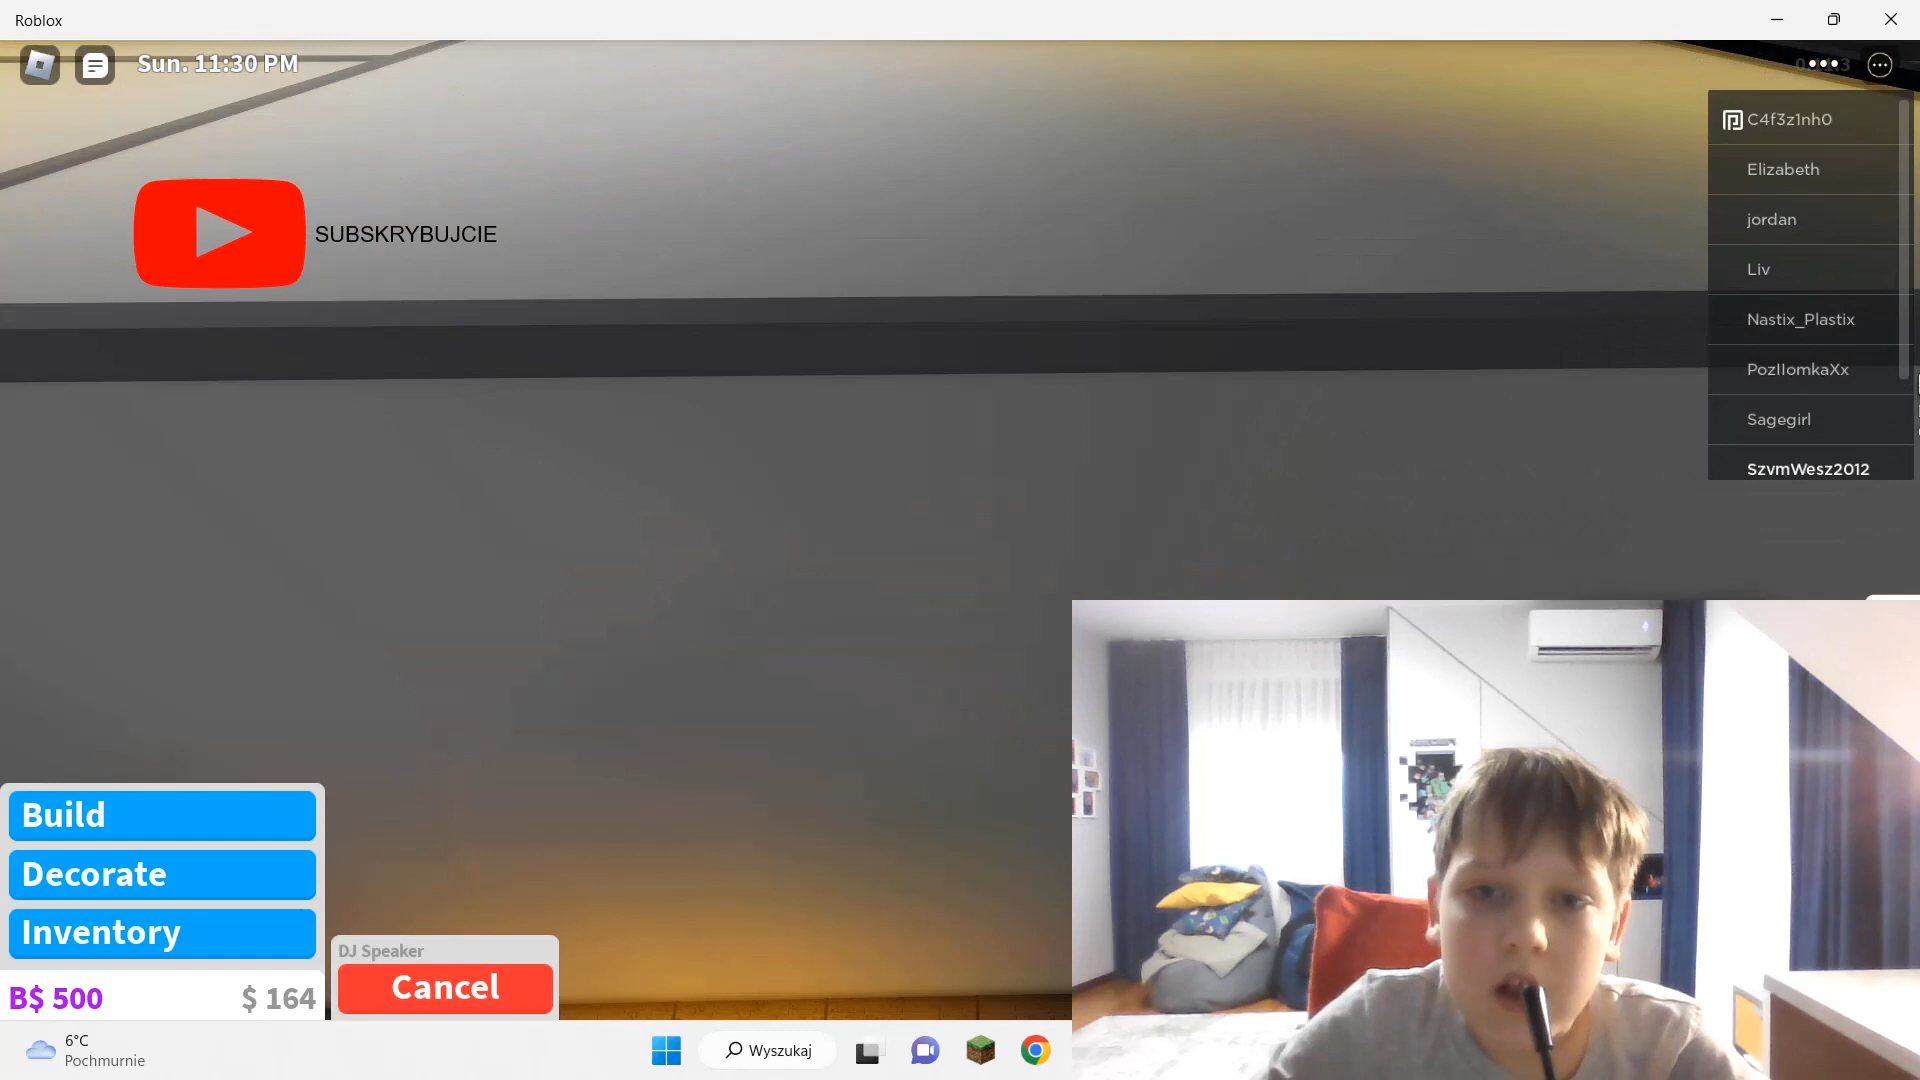 Roblox
Sun. 11:30 PM
C4f3z1nh0
Elizabeth
jordan
Liv
Nastix_Plastix
PozIlomkaXx
Sagegirl
SzvmWesz2012
SUBSKRYBUJCIE
Build
Decorate
Inventory
B$ 500
$ 164
DJ Speaker
Cancel
6°C
Pochmurnie
Wyszukaj